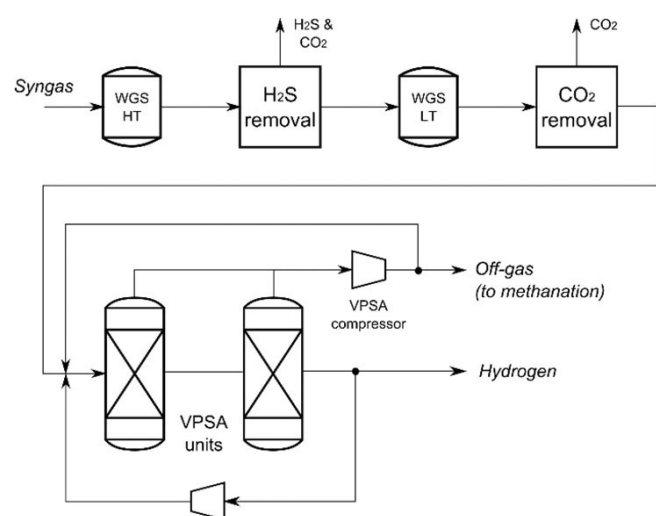 H2S &
CO2
CO2
Syngas
WGS
HT
H2S
removal
WGS
LT
CO2
removal
Off-gas
(to methanation)
VPSA
compressor
Hydrogen
VPSA
units